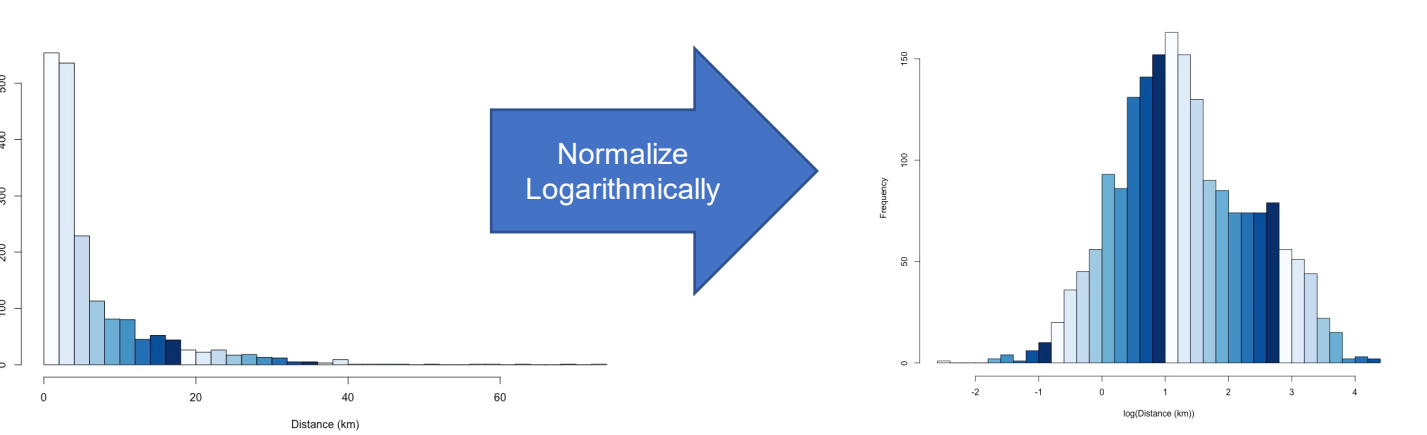 500
400
300
200
100
0
0 20 40 60
Distance (km)
Normalize
Logarithmically
Frequency
150
100
50
0
-2 -1 0 1 2 3 4
log(Distance (km))